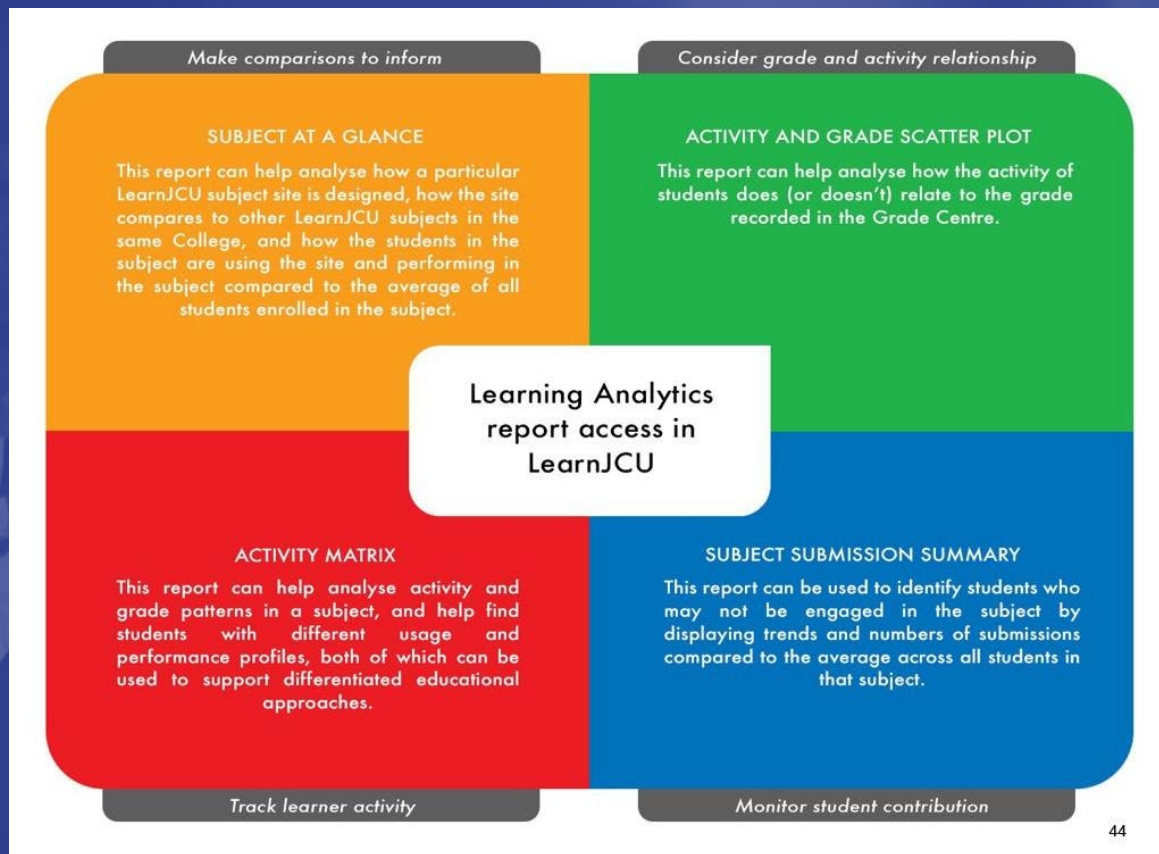 Make comparisons to inform
Consider grade and activity relationship
SUBJECT AT A GLANCE
This report can help analyse how a particular
LearnJCU subject site is designed, how the site
compares to other LearnJCU subjects in the
same College, and how the students in the
subject are using the site and performing in
the subject compared to the average of all
students enrolled in the subject.
ACTIVITY AND GRADE SCATTER PLOT
This report can help analyse how the activity of
students does (or doesn't) relate to the grade
recorded in the Grade Centre.
Learning Analytics
report access in
LearnJCU
ACTIVITY MATRIX
This report can help analyse activity and
grade patterns in a subject, and help find
students with different usage and
performance profiles, both of which can be
used to support differentiated educational
approaches.
SUBJECT SUBMISSION SUMMARY
This report can be used to identify students who
may not be engaged in the subject by
displaying trends and numbers of submissions
compared to the average across all students in
that subject.
Track learner activity
Monitor student contribution
44